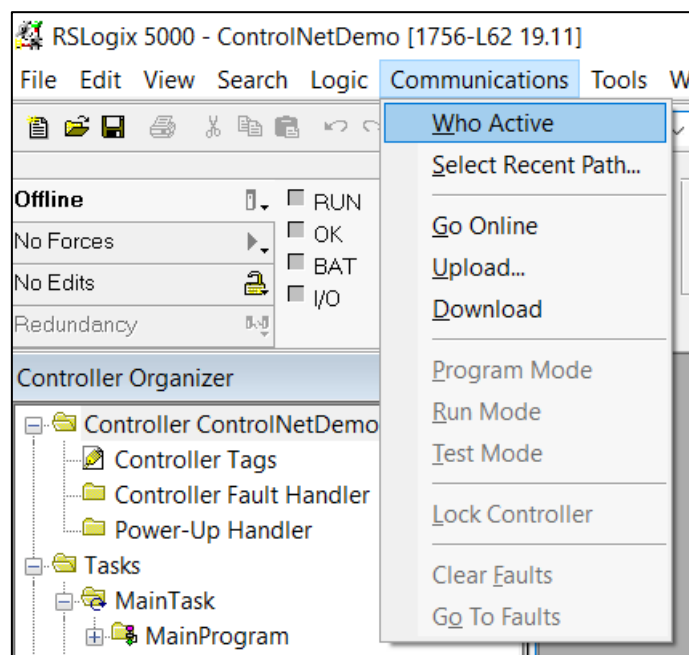 RSLogix 5000 - ControlNetDemo [1756-L62 19.11]
File Edit View Search Logic Communications Tools W
Who Active
Select Recent Path...
Go Online
Upload...
Download
Program Mode
Run Mode
Test Mode
Lock Controller
Clear Faults
Go To Faults
Offline
RUN
No Forces
OK
No Edits
BAT
I/O
Redundancy
Controller Organizer
Controller ControlNetDemo
Controller Tags
Controller Fault Handler
Power-Up Handler
Tasks
MainTask
MainProgram